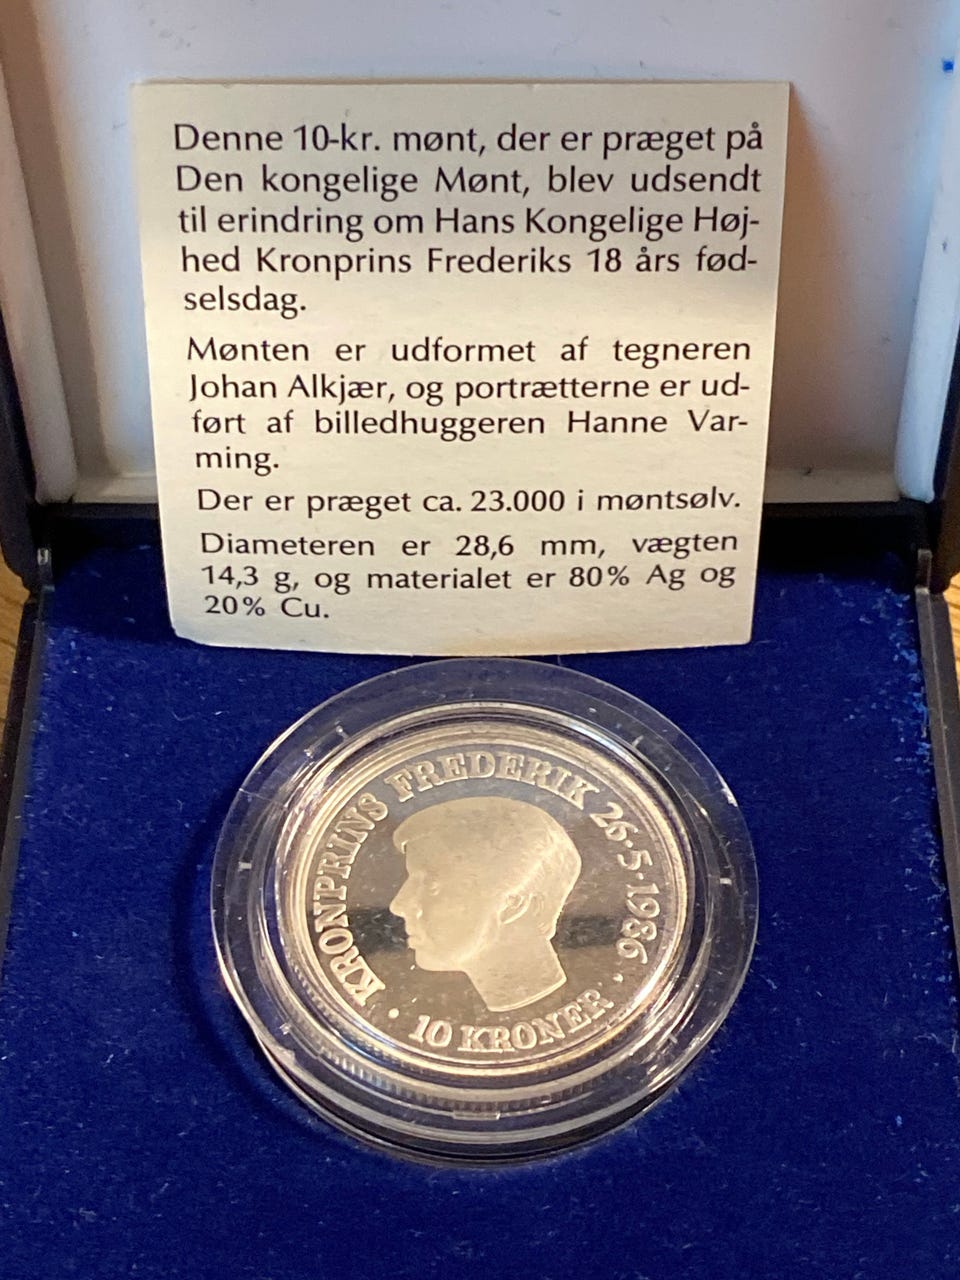 Denne 10-kr. mønt, der er præget på
Den kongelige Mønt, blev udsendt
til erindring om Hans Kongelige Høj-
hed Kronprins Frederiks 18 års fød-
selsdag.
Mønten er udformet af tegneren
Johan Alkjær, og portrætterne er ud-
ført af billedhuggeren Hanne Var-
ming.
Der er præget ca. 23.000 i møntsølv.
Diameteren er 28,6 mm, vægten
14,3 g, og materialet er 80% Ag og
20% Cu.
KRONPRINS FREDERIK 26·5·1986
· 10 KRONER ·